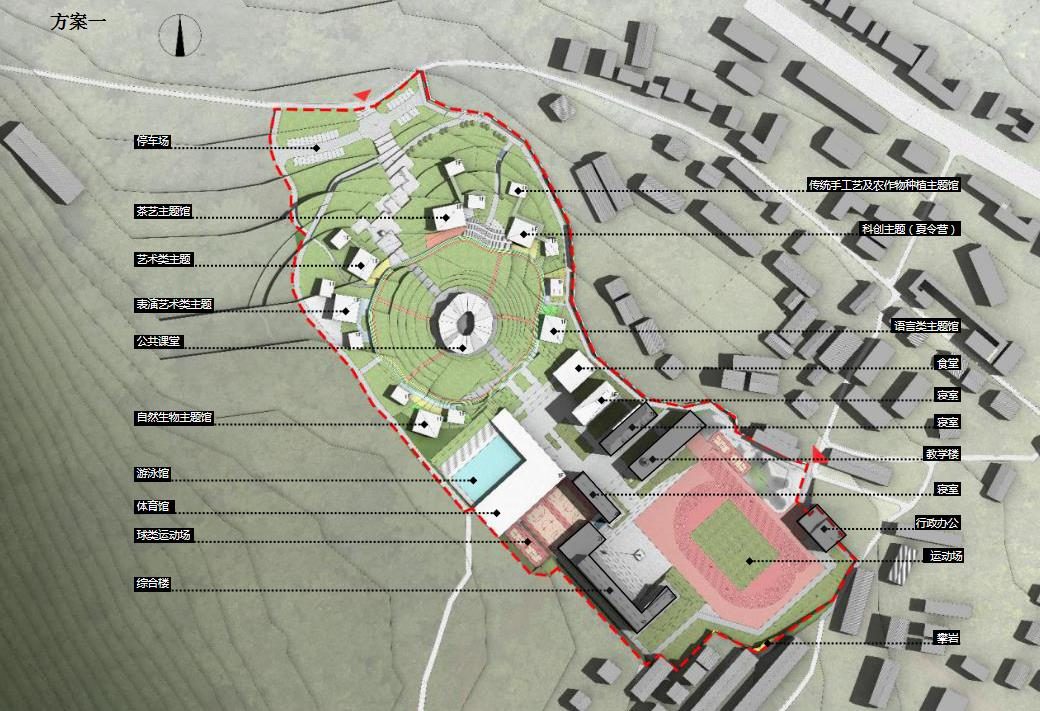 方案一
停车场
茶艺主题馆
艺术类主题
表演艺术类主题
公共课堂
自然生物主题馆
游泳馆
体育馆
球类运动场
综合楼
传统手工艺及农作物种植主题馆
科创主题（夏令营）
语言类主题馆
食堂
寝室
寝室
教学楼
寝室
行政办公
运动场
攀岩